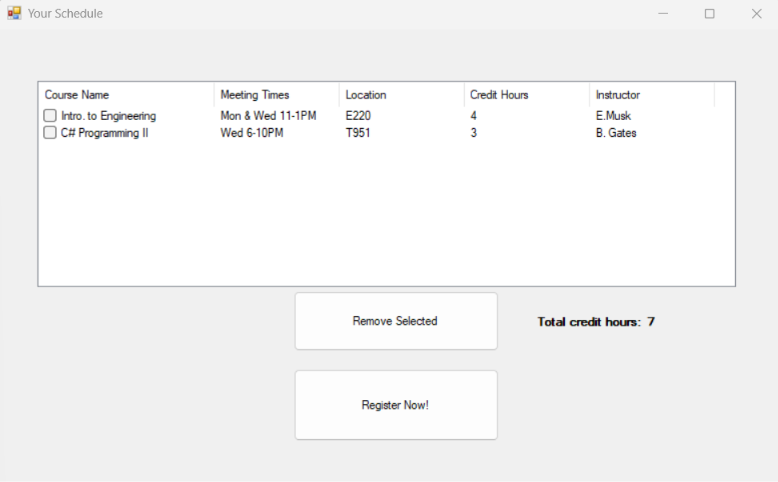 Your Schedule
Course Name Meeting Times Location Credit Hours Instructor
Intro. to Engineering Mon & Wed 11-1PM E220 4 E.Musk
C# Programming II Wed 6-10PM T951 3 B. Gates
Remove Selected Total credit hours: 7
Register Now!